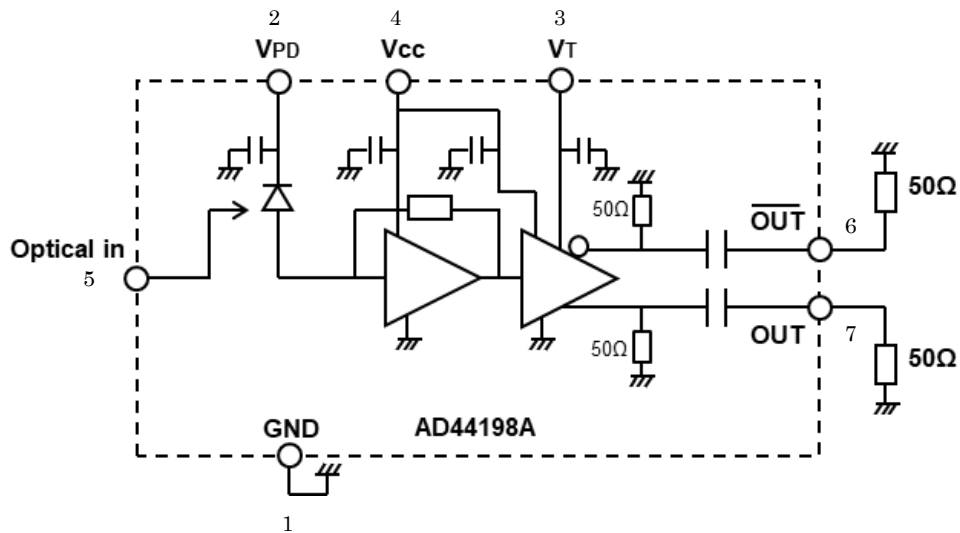 2
4
3
VPD
Vcc
VT
50Ω
50Ω
OUT
6
Optical in
5
OUT
7
50Ω
50Ω
GND
AD44198A
1